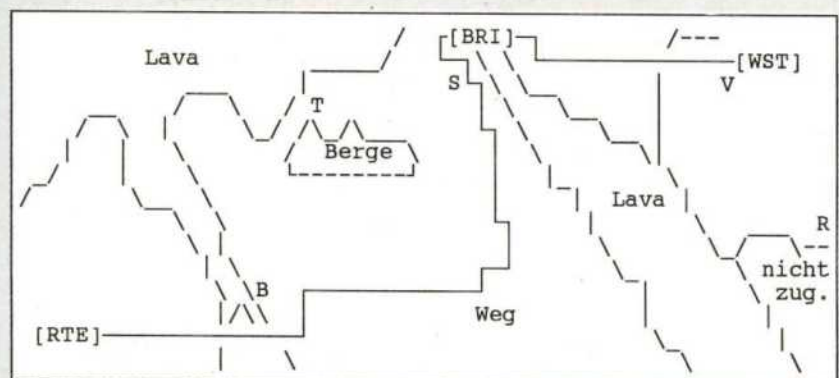 [BRI]
Lava
[WST]
S
V
T
Berge
Lava
R
nicht
zug.
B
Weg
[RTE]